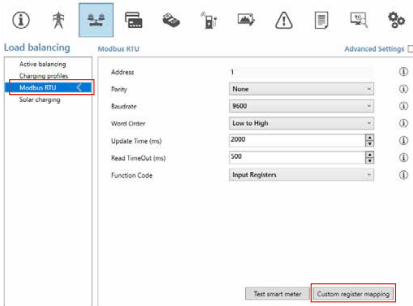 Load balancing
Modbus RTU
Advanced Settings
Active balancing
Charging profiles
Modbus RTU
Solar charging
Address 1
Parity None
Baudrate 9600
Word Order Low to High
Update Time (ms) 2000
Read TimeOut (ms) 500
Function Code Input Registers
Test smart meter
Custom register mapping